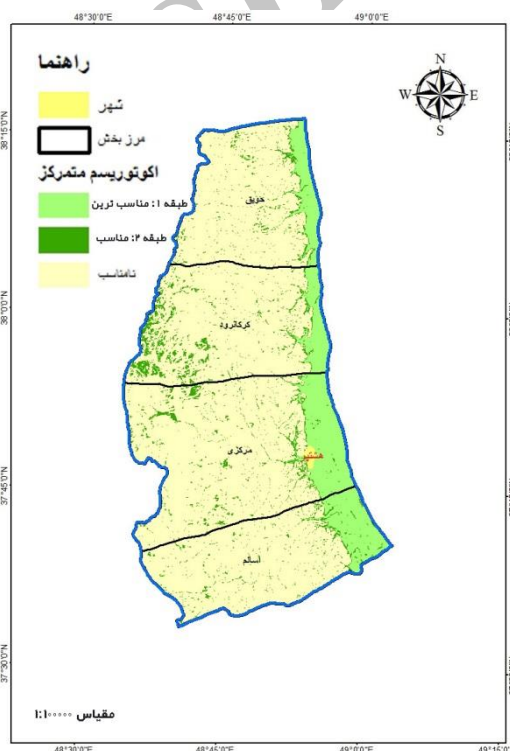 48°30'0"E 48°45'0"E 49°0'0"E
راهنما
شهر
مرز بخش
اکوتوریسم متمرکز
طبقه ۱: مناسب ترین
طبقه ۲: مناسب
نامناسب
N
W E
S
38°15'0"N
38°0'0"N
37°45'0"N
37°30'0"N
حویق
کرگانرود
مرکزی
هشتپر
اسالم
مقیاس ۱:۱۰۰۰۰۰
48°30'0"E 48°45'0"E 49°0'0"E 49°15'0"E